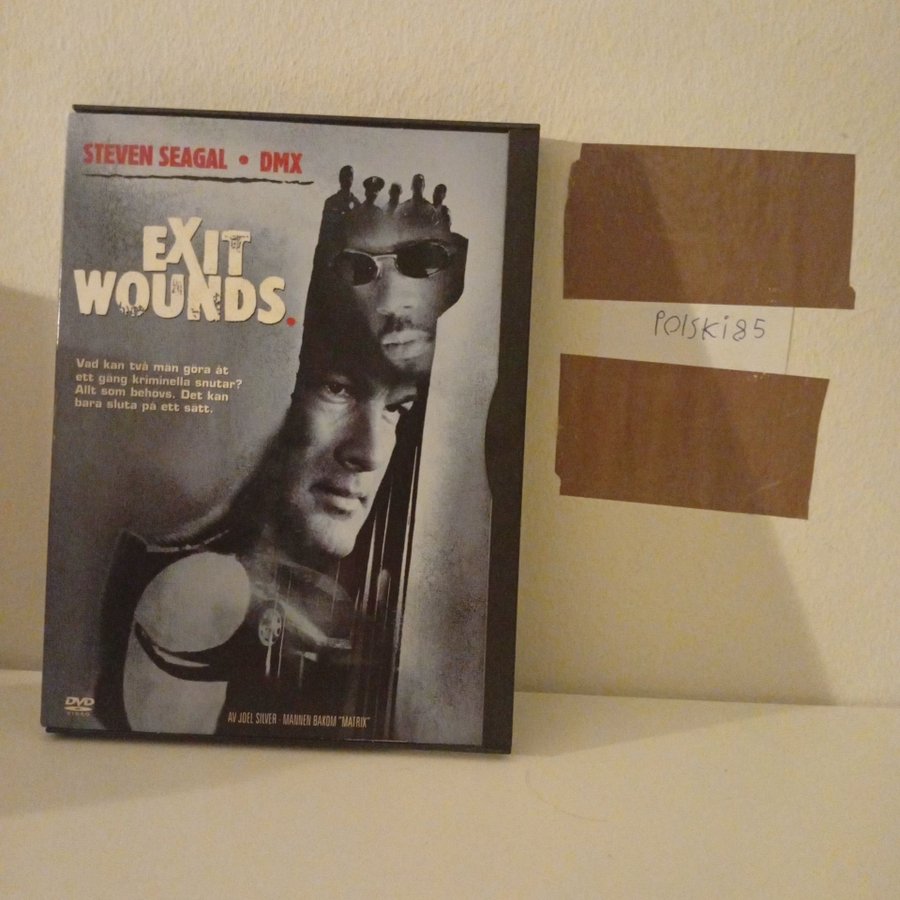 STEVEN SEAGAL • DMX
EXIT
WOUNDS.
Vad kan två män göra åt
ett gäng kriminella snutar?
Allt som behövs. Det kan
bara sluta på ett sätt.
DVD
VIDEO
AV JOEL SILVER - MANNEN BAKOM "MATRIX"
POlSKi85